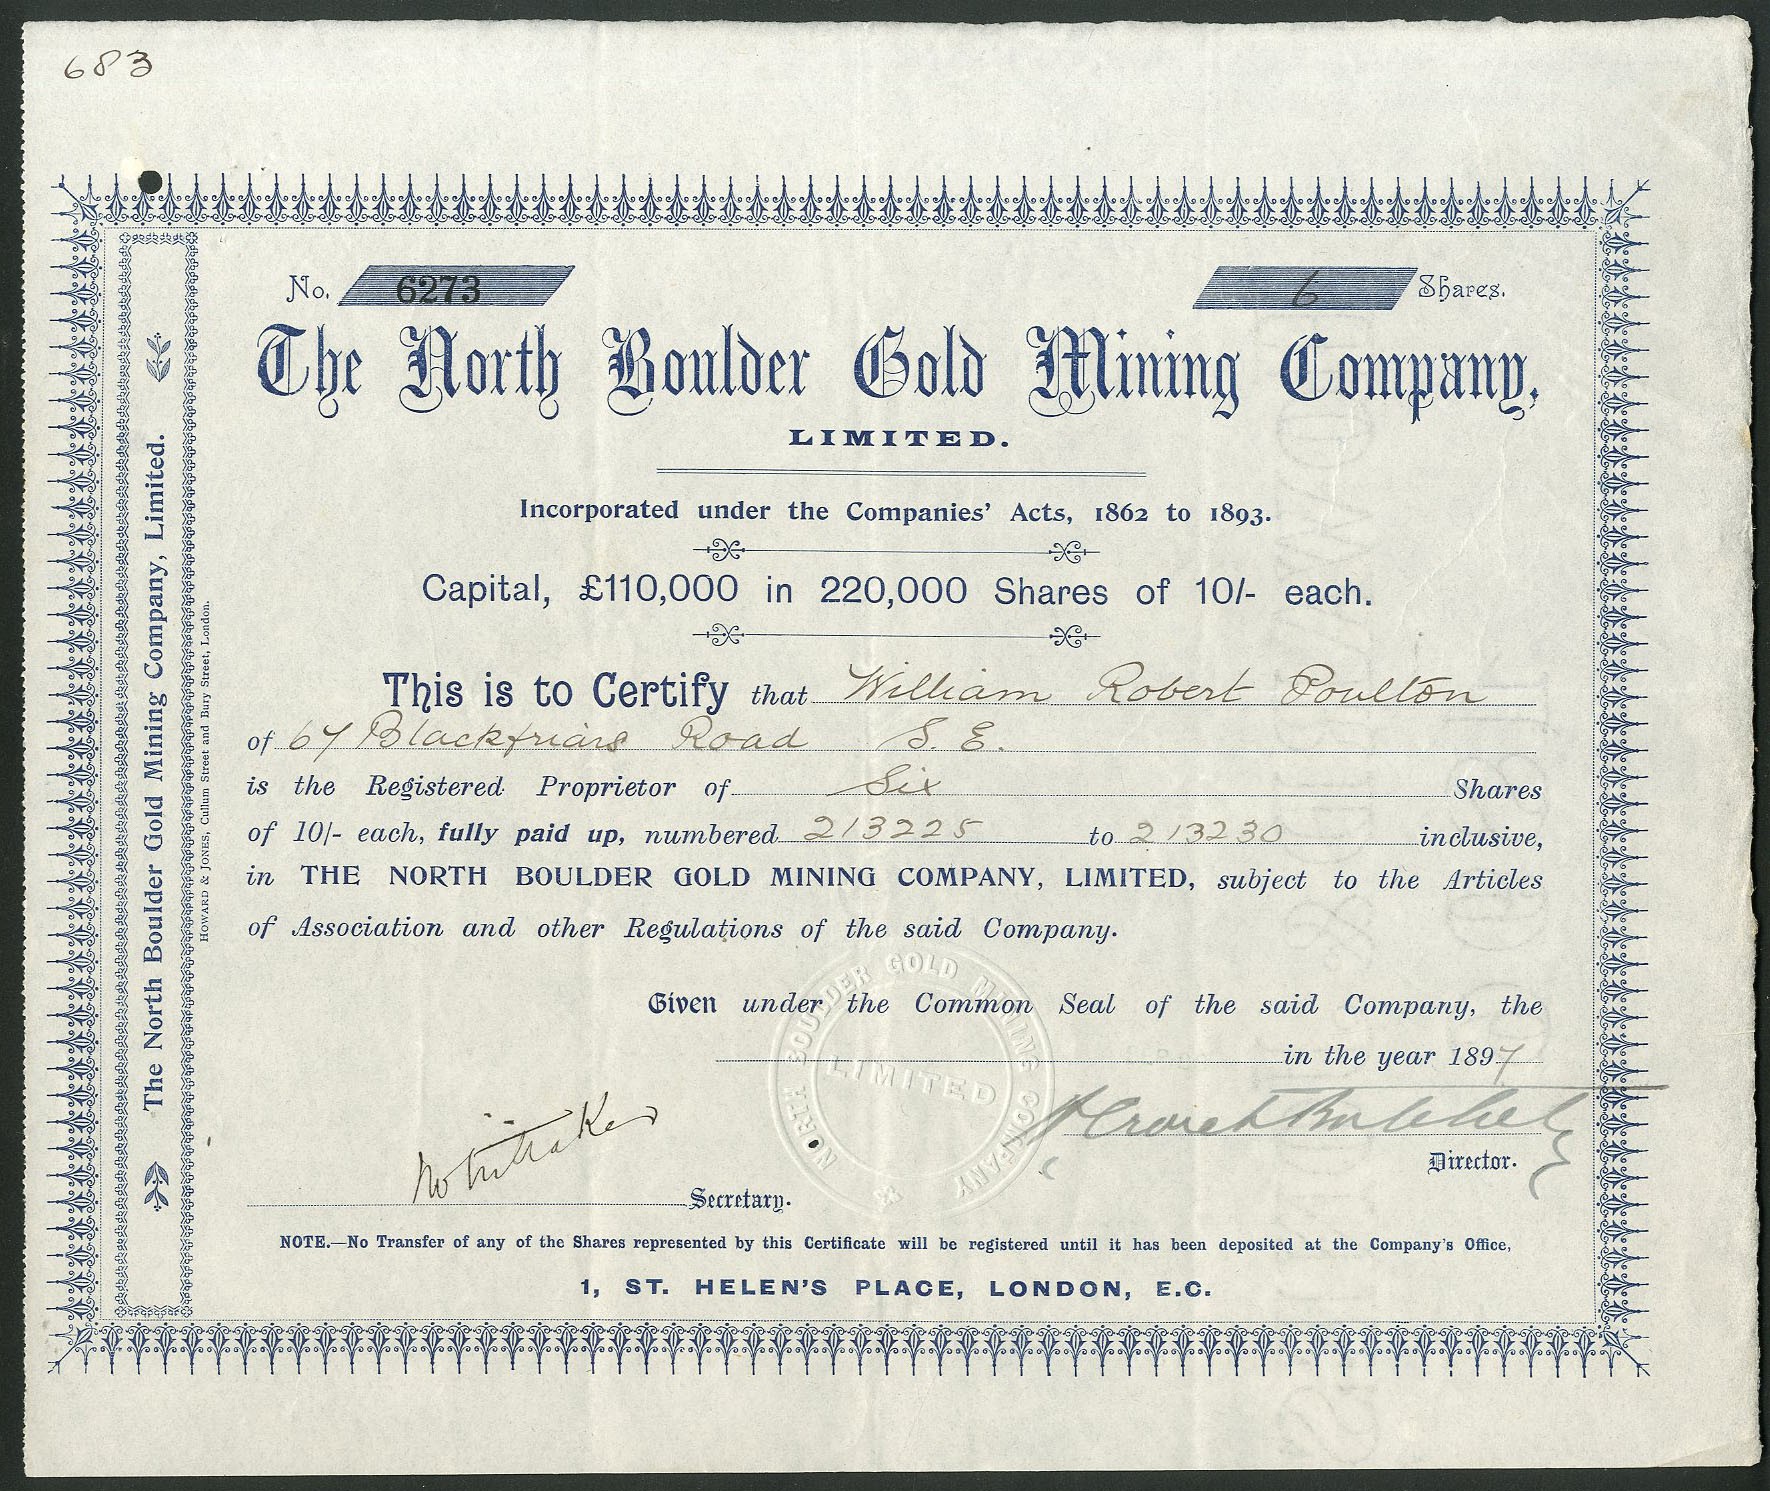 683
No. 6273 6 Shares.
The North Boulder Gold Mining Company,
LIMITED.
Incorporated under the Companies' Acts, 1862 to 1893.
Capital, £110,000 in 220,000 Shares of 10/- each.
This is to Certify that William Robert Poulton
of 67 Blackfriars Road S. E.
is the Registered Proprietor of Six Shares
of 10/- each, fully paid up, numbered 213225 to 213230 inclusive,
in THE NORTH BOULDER GOLD MINING COMPANY, LIMITED, subject to the Articles
of Association and other Regulations of the said Company.
Given under the Common Seal of the said Company, the
in the year 1897
Director.
Whittaker
Secretary.
NORTH BOULDER GOLD MINING COMPANY
LIMITED
NOTE.—No Transfer of any of the Shares represented by this Certificate will be registered until it has been deposited at the Company's Office,
1, ST. HELEN'S PLACE, LONDON, E.C.
The North Boulder Gold Mining Company, Limited.
HOWARD & JONES, Cullum Street and Bury Street, London.